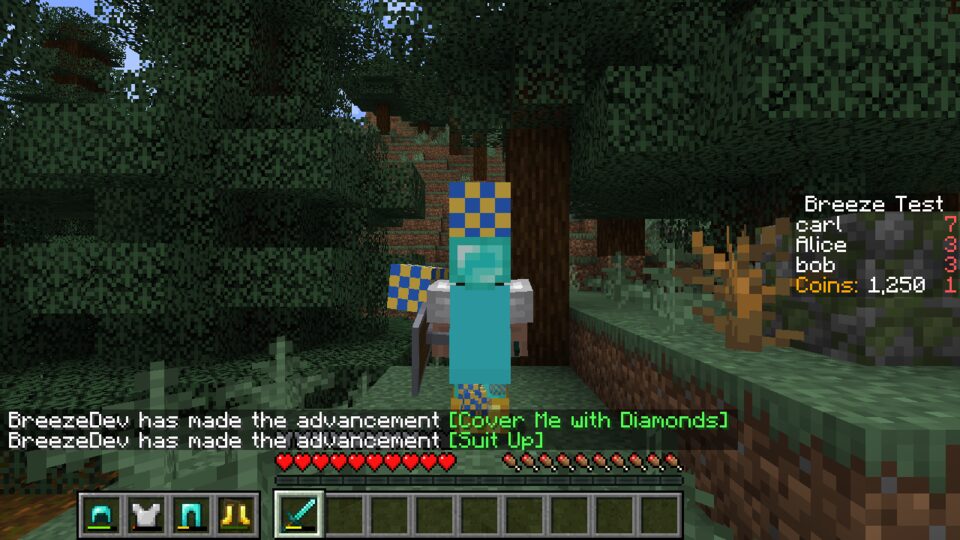 Breeze Test
carl 7
Alice 3
bob 3
Coins: 1,250 1
BreezeDev has made the advancement [Cover Me with Diamonds]
BreezeDev has made the advancement [Suit Up]